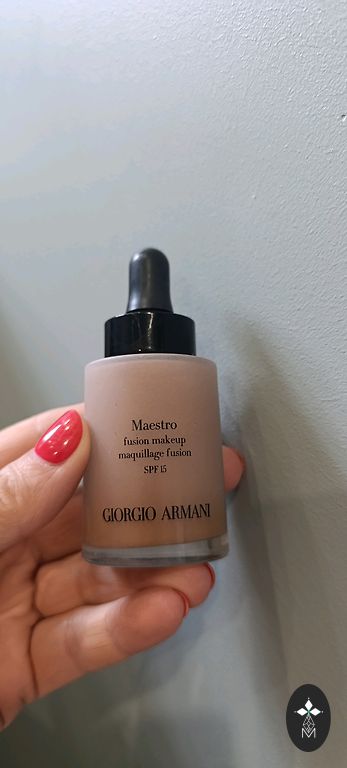 Maestro
fusion makeup
maquillage fusion
SPF 15
GIORGIO ARMANI